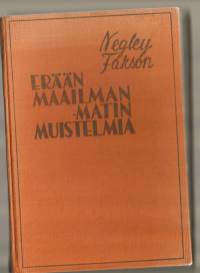 Negley
Farson
ERÄÄN
MAAILMAN
-MATIN
MUISTELMIA